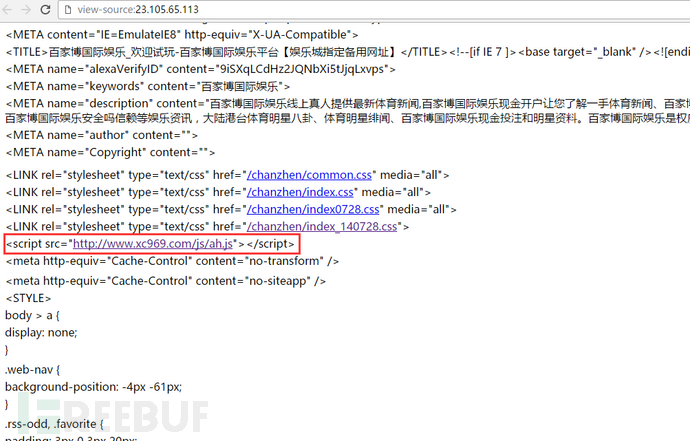 view-source:23.105.65.113
<META content="IE=EmulateIE8" http-equiv="X-UA-Compatible">
<TITLE>百家博国际娱乐_欢迎试玩-百家博国际娱乐平台【娱乐城指定备用网址】</TITLE><!--[if IE 7 ]><base target="_blank" /><![endi
<META name="alexaVerifyID" content="9iSXqLCdHz2JQNbXi5tJjqLxvps">
<META name="keywords" content="百家博国际娱乐">
<META name="description" content="百家博国际娱乐线上真人提供最新体育新闻,百家博国际娱乐现金开户让您了解一手体育新闻、百家博
百家博国际娱乐安全吗信赖等娱乐资讯，大陆港台体育明星八卦、体育明星绯闻、百家博国际娱乐现金投注和明星资料。百家博国际娱乐是权
<META name="author" content="">
<META name="Copyright" content="">
<LINK rel="stylesheet" type="text/css" href="/chanzhen/common.css" media="all">
<LINK rel="stylesheet" type="text/css" href="/chanzhen/index.css" media="all">
<LINK rel="stylesheet" type="text/css" href="/chanzhen/index0728.css" media="all">
<LINK rel="stylesheet" type="text/css" href="/chanzhen/index_140728.css">
<script src="http://www.xc969.com/js/ah.js"></script>
<meta http-equiv="Cache-Control" content="no-transform" />
<meta http-equiv="Cache-Control" content="no-siteapp" />
<STYLE>
body > a {
display: none;
}
.web-nav {
background-position: -4px -61px;
}
.rss-odd, .favorite {
padding: 3px 0 3px 20px;
FREEBUF